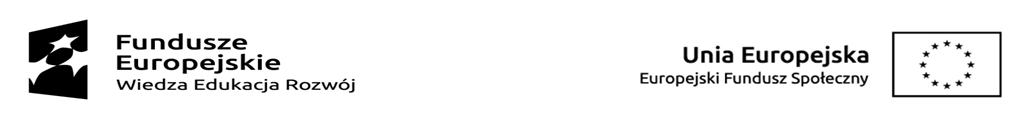 Fundusze
Europejskie
Wiedza Edukacja Rozwój
Unia Europejska
Europejski Fundusz Społeczny